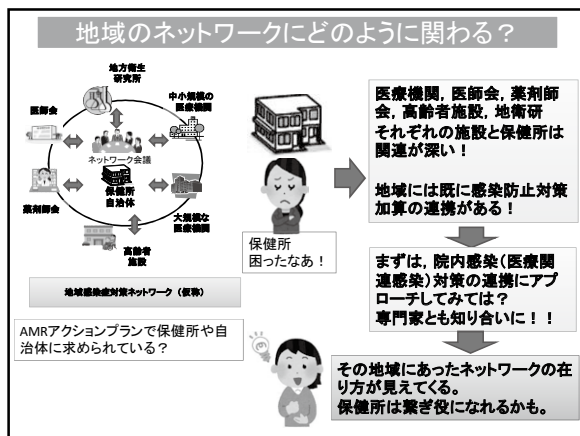 地域のネットワークにどのように関わる？
地方衛生
研究所
医師会
中小規模の
医療機関
ネットワーク会議
保健所
自治体
薬剤師会
大規模な
医療機関
高齢者
施設
地域感染症対策ネットワーク（仮称）
AMRアクションプランで保健所や自
治体に求められている？
保健所
困ったなあ！
医療機関，医師会，薬剤師
会，高齢者施設，地衛研
それぞれの施設と保健所は
関連が深い！
地域には既に感染防止対策
加算の連携がある！
まずは，院内感染（医療関
連感染）対策の連携にアプ
ローチしてみては？
専門家とも知り合いに！！
その地域にあったネットワークの在
り方が見えてくる。
保健所は繋ぎ役になれるかも。